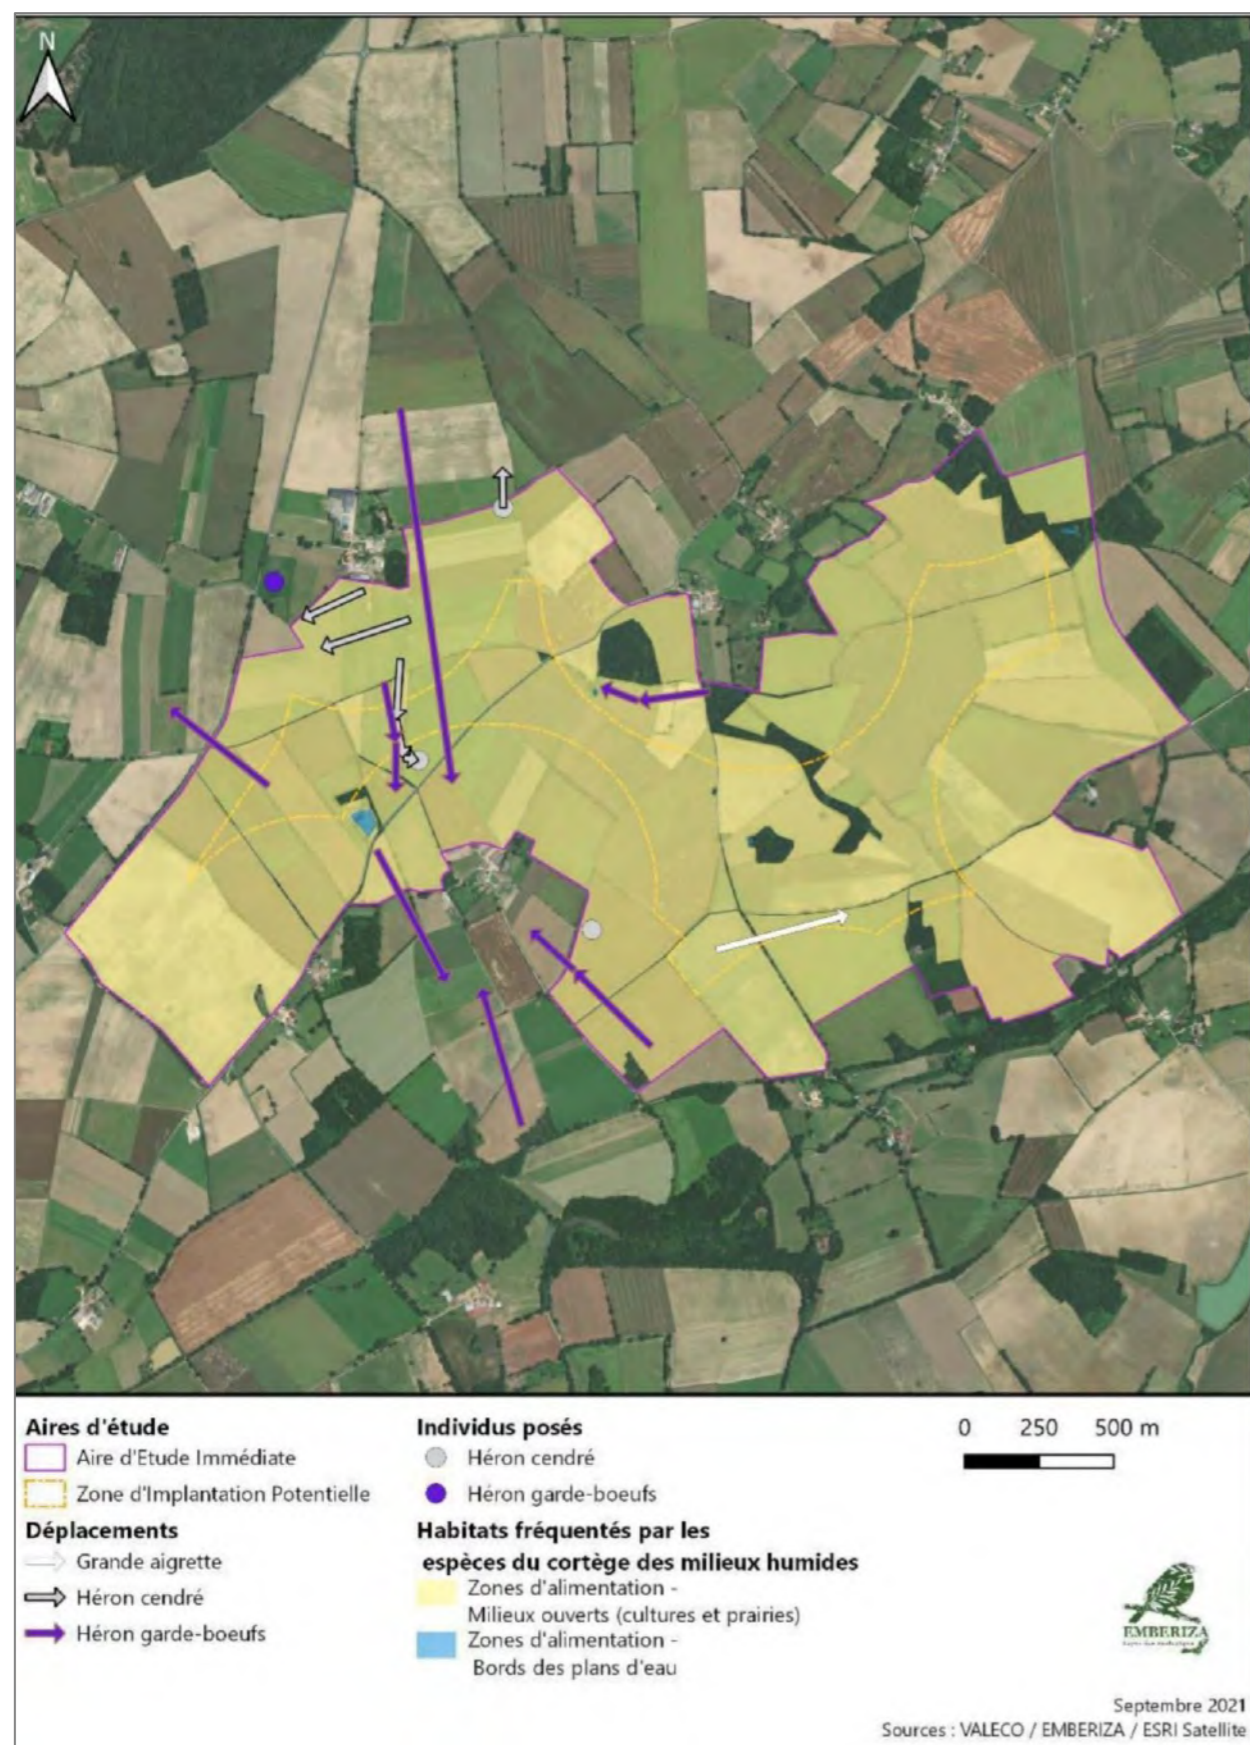 N
Aires d'étude
Aire d'Etude Immédiate
Zone d'Implantation Potentielle
Déplacements
Grande aigrette
Héron cendré
Héron garde-boeufs
Individus posés
Héron cendré
Héron garde-boeufs
Habitats fréquentés par les
espèces du cortège des milieux humides
Zones d'alimentation -
Milieux ouverts (cultures et prairies)
Zones d'alimentation -
Bords des plans d'eau
0 250 500 m
EMBERIZA
Septembre 2021
Sources : VALECO / EMBERIZA / ESRI Satellite